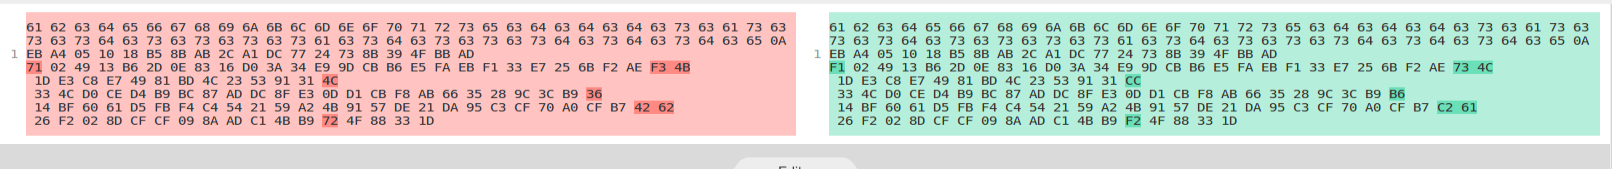 61 62 63 64 65 66 67 68 69 6A 6B 6C 6D 6E 6F 70 71 72 73 65 63 64 63 64 63 64 63 73 63 61 73 63
73 63 73 64 63 73 63 73 63 73 63 73 61 63 73 64 63 73 63 73 63 73 64 63 73 64 63 73 64 63 65 0A
1 EB A4 05 10 18 B5 8B AB 2C A1 DC 77 24 73 8B 39 4F BB AD
71 02 49 13 B6 2D 0E 83 16 D0 3A 34 E9 9D CB B6 E5 FA EB F1 33 E7 25 6B F2 AE F3 4B
1D E3 C8 E7 49 81 BD 4C 23 53 91 31 4C
33 4C D0 CE D4 B9 BC 87 AD DC 8F E3 0D D1 CB F8 AB 66 35 28 9C 3C B9 36
14 BF 60 61 D5 FB F4 C4 54 21 59 A2 4B 91 57 DE 21 DA 95 C3 CF 70 A0 CF B7 42 62
26 F2 02 8D CF CF 09 8A AD C1 4B B9 72 4F 88 33 1D
61 62 63 64 65 66 67 68 69 6A 6B 6C 6D 6E 6F 70 71 72 73 65 63 64 63 64 63 64 63 73 63 61 73 63
73 63 73 64 63 73 63 73 63 73 63 73 61 63 73 64 63 73 63 73 63 73 64 63 73 64 63 73 64 63 65 0A
1 EB A4 05 10 18 B5 8B AB 2C A1 DC 77 24 73 8B 39 4F BB AD
F1 02 49 13 B6 2D 0E 83 16 D0 3A 34 E9 9D CB B6 E5 FA EB F1 33 E7 25 6B F2 AE 73 4C
1D E3 C8 E7 49 81 BD 4C 23 53 91 31 CC
33 4C D0 CE D4 B9 BC 87 AD DC 8F E3 0D D1 CB F8 AB 66 35 28 9C 3C B9 B6
14 BF 60 61 D5 FB F4 C4 54 21 59 A2 4B 91 57 DE 21 DA 95 C3 CF 70 A0 CF B7 C2 61
26 F2 02 8D CF CF 09 8A AD C1 4B B9 F2 4F 88 33 1D